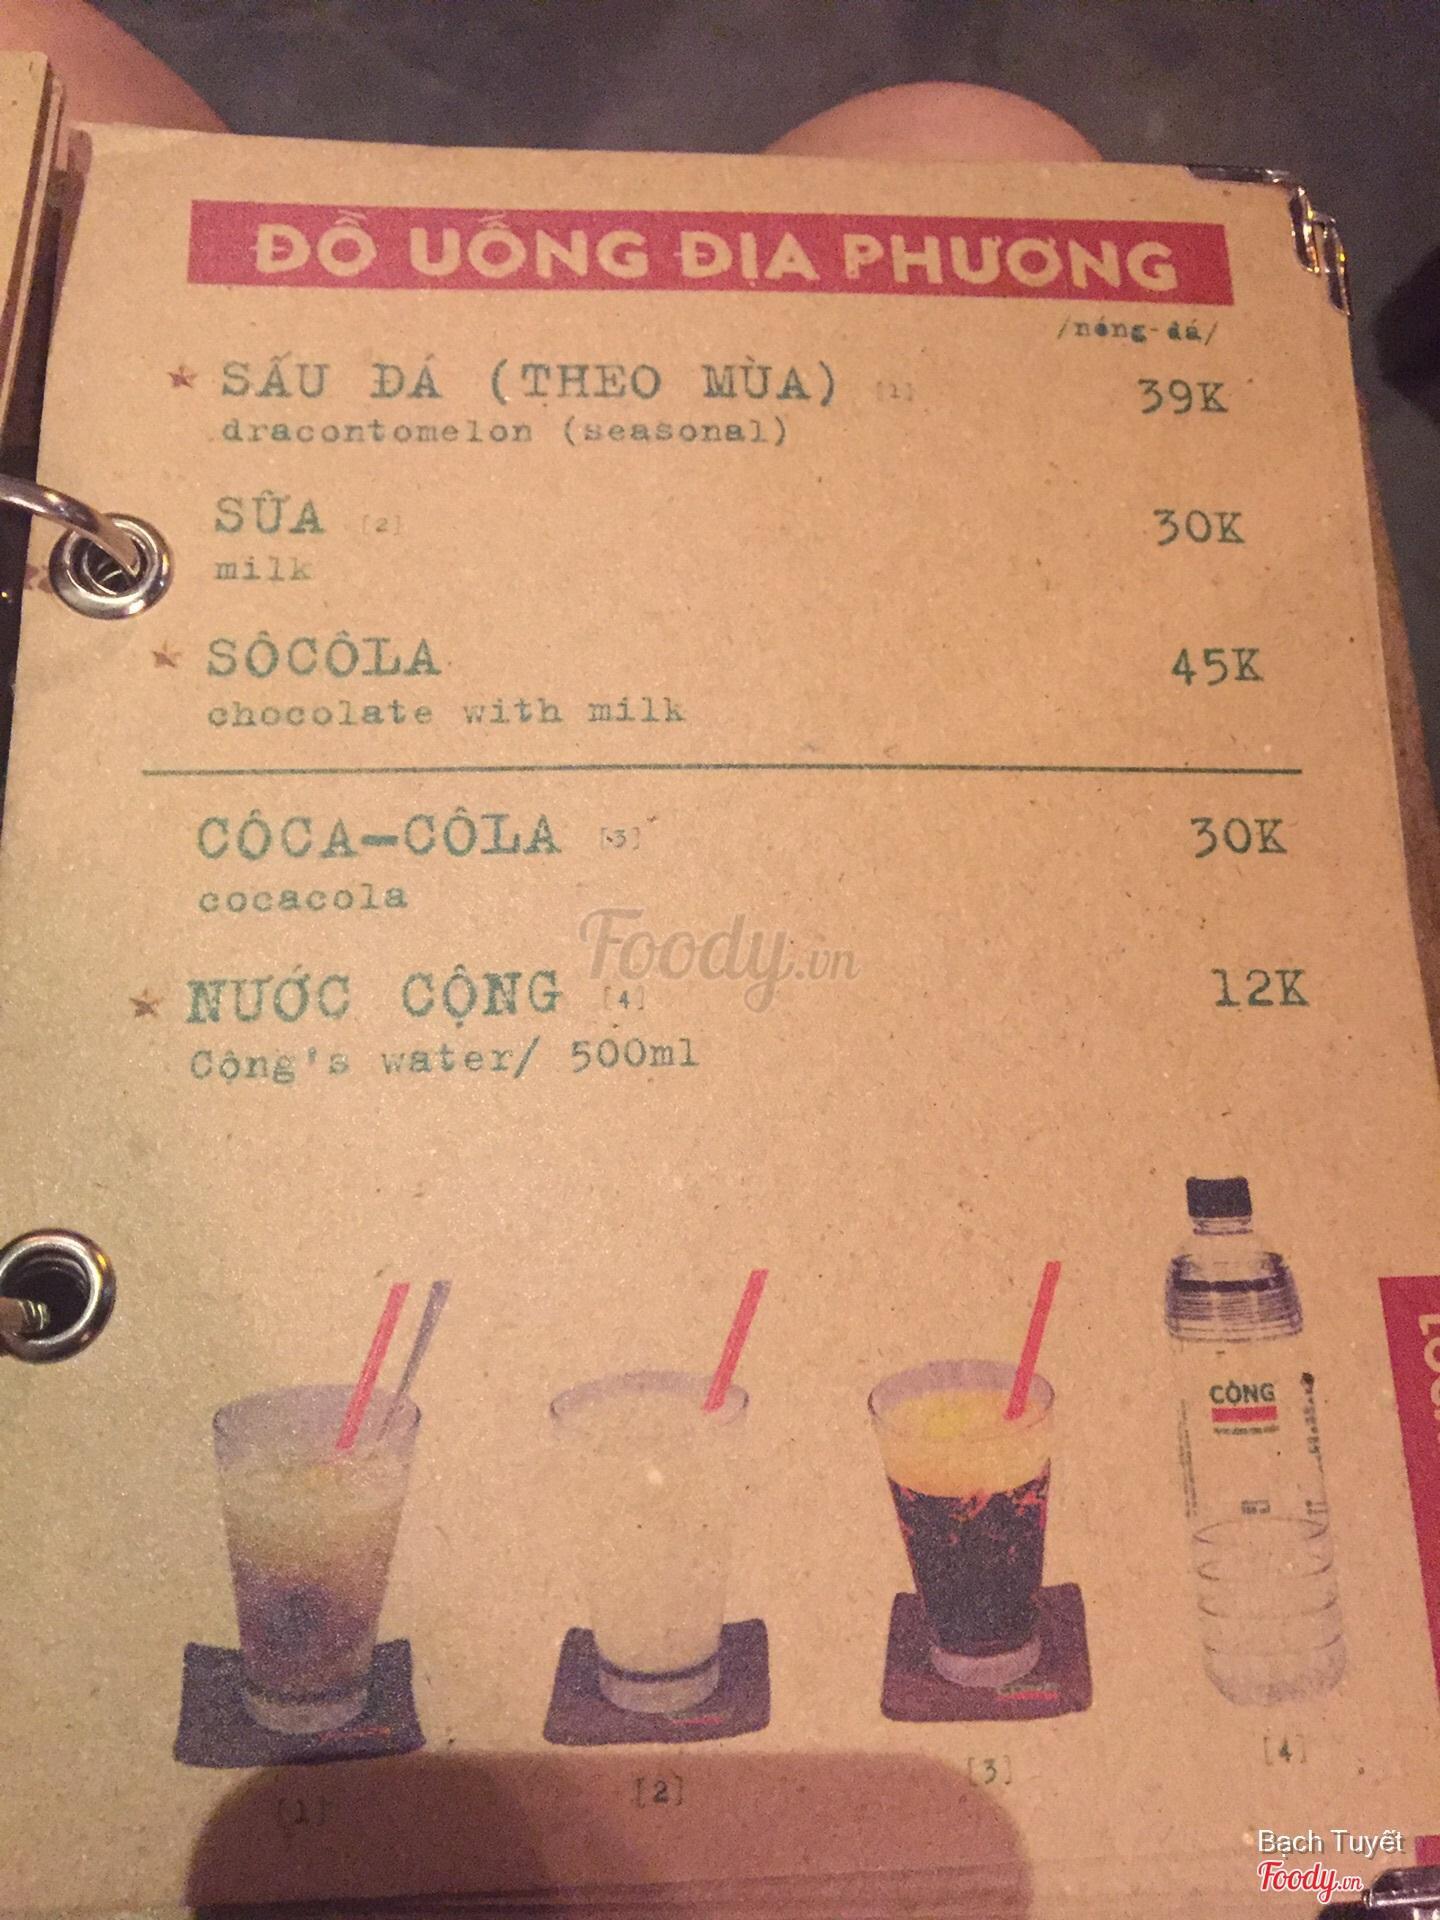 ĐỒ UỐNG ĐỊA PHƯƠNG
/nóng-đá/
SẤU ĐÁ (THEO MÙA) [1] 39K
dracontomelon (seasonal)
SỮA [2] 30K
milk
SÔCÔLA 45K
chocolate with milk
CÔCA-CÔLA [3] 30K
cocacola
Foody.vn
NƯỚC CỘNG [4] 12K
Cộng's water/ 500ml
CỘNG
[1] [2] [3] [4]
Bạch Tuyết
Foody.vn